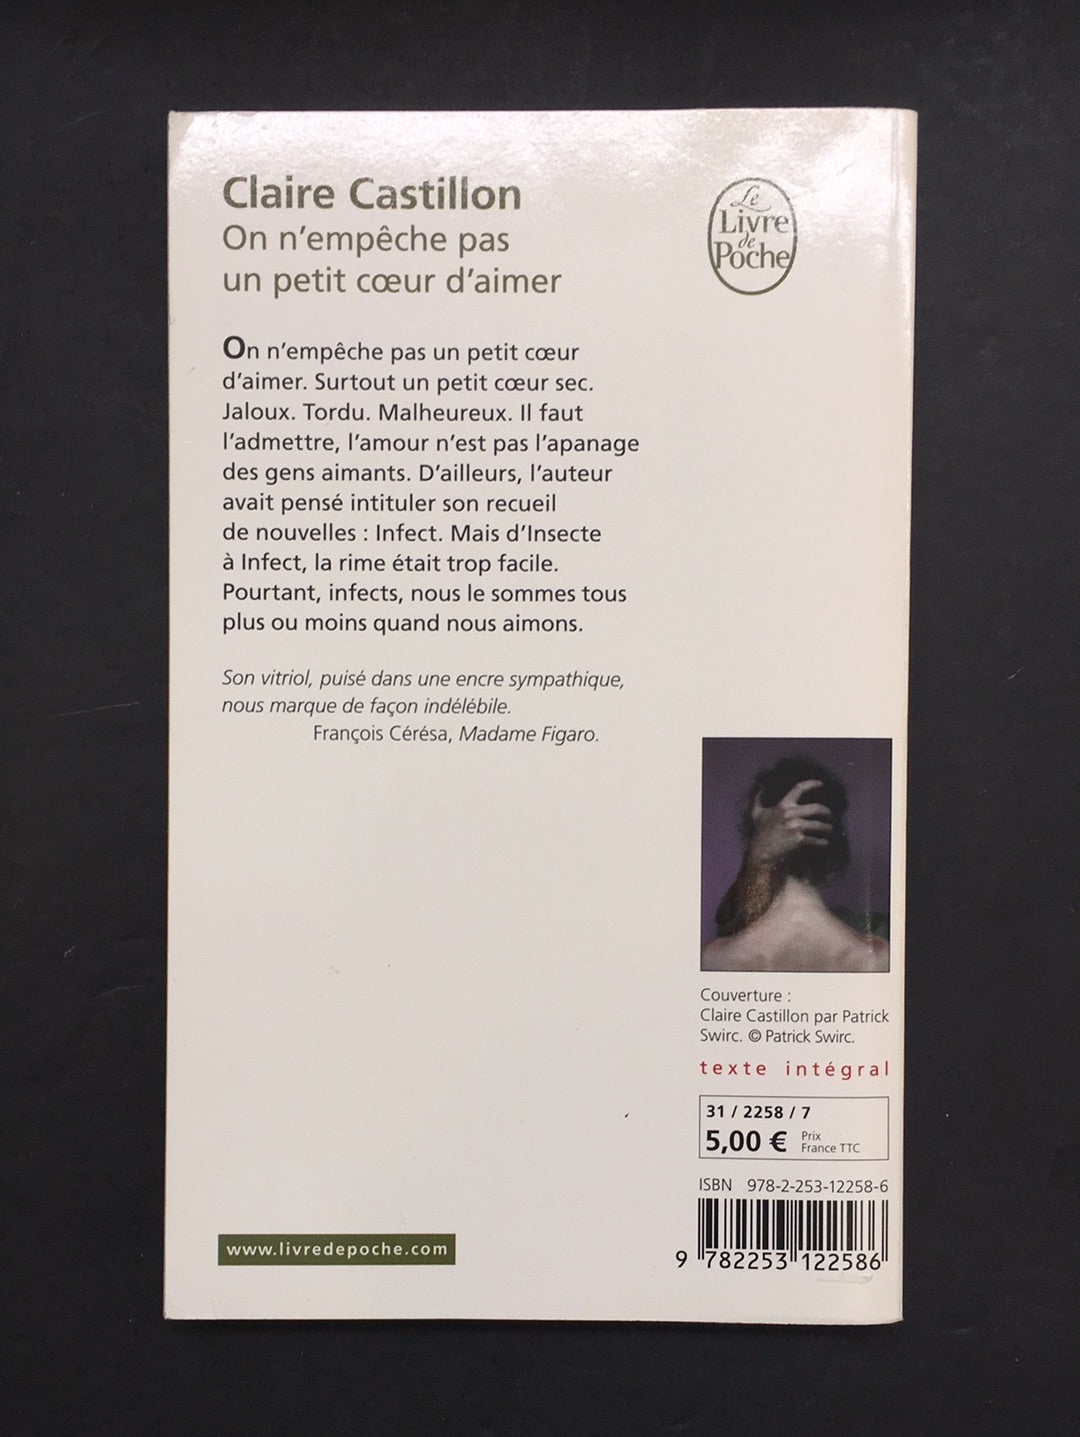 Claire Castillon
On n'empêche pas
un petit cœur d'aimer
Le
Livre
de
Poche
On n'empêche pas un petit cœur
d'aimer. Surtout un petit cœur sec.
Jaloux. Tordu. Malheureux. Il faut
l'admettre, l'amour n'est pas l'apanage
des gens aimants. D'ailleurs, l'auteur
avait pensé intituler son recueil
de nouvelles : Infect. Mais d'Insecte
à Infect, la rime était trop facile.
Pourtant, infects, nous le sommes tous
plus ou moins quand nous aimons.
Son vitriol, puisé dans une encre sympathique,
nous marque de façon indélébile.
François Cérésa, Madame Figaro.
Couverture :
Claire Castillon par Patrick
Swirc. © Patrick Swirc.
texte intégral
31 / 2258 / 7
5,00 € Prix
France TTC
ISBN 978-2-253-12258-6
9 782253 122586
www.livredepoche.com